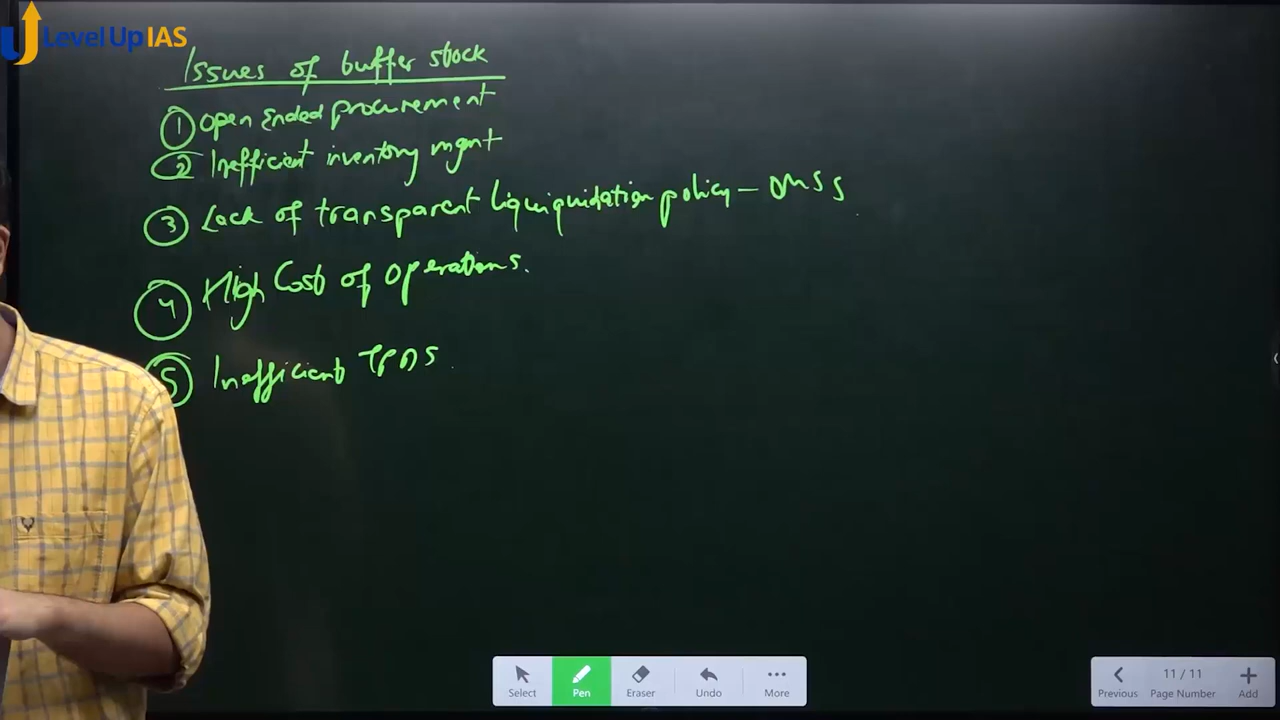 LevelUp IAS
Issues of buffer stock
① Open Ended procurement
② Inefficient inventory mgmt
③ Lack of transparent liquiquidation policy – OMSS
④ High Cost of Operations.
⑤ Inefficient TPDS.
Select Pen Eraser Undo More
Previous 11 / 11 Page Number Add